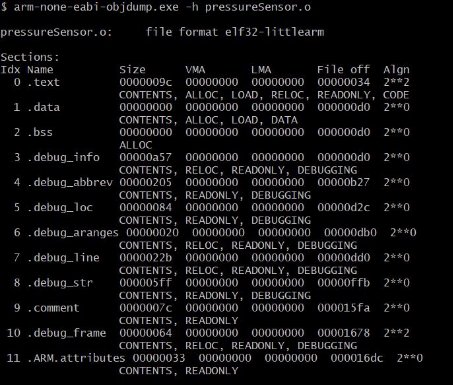 $ arm-none-eabi-objdump.exe -h pressureSensor.o
pressureSensor.o:     file format elf32-littlearm
Sections:
Idx Name          Size      VMA       LMA       File off  Algn
  0 .text         0000009c  00000000  00000000  00000034  2**2
                  CONTENTS, ALLOC, LOAD, RELOC, READONLY, CODE
  1 .data         00000000  00000000  00000000  000000d0  2**0
                  CONTENTS, ALLOC, LOAD, DATA
  2 .bss          00000000  00000000  00000000  000000d0  2**0
                  ALLOC
  3 .debug_info   00000a57  00000000  00000000  000000d0  2**0
                  CONTENTS, RELOC, READONLY, DEBUGGING
  4 .debug_abbrev 00000205  00000000  00000000  00000b27  2**0
                  CONTENTS, READONLY, DEBUGGING
  5 .debug_loc    00000084  00000000  00000000  00000d2c  2**0
                  CONTENTS, READONLY, DEBUGGING
  6 .debug_aranges 00000020  00000000  00000000  00000db0  2**0
                  CONTENTS, RELOC, READONLY, DEBUGGING
  7 .debug_line   0000022b  00000000  00000000  00000dd0  2**0
                  CONTENTS, RELOC, READONLY, DEBUGGING
  8 .debug_str    000005ff  00000000  00000000  00000ffb  2**0
                  CONTENTS, READONLY, DEBUGGING
  9 .comment      0000007c  00000000  00000000  000015fa  2**0
                  CONTENTS, READONLY
 10 .debug_frame  00000064  00000000  00000000  00001678  2**2
                  CONTENTS, RELOC, READONLY, DEBUGGING
 11 .ARM.attributes 00000033  00000000  00000000  000016dc  2**0
                  CONTENTS, READONLY